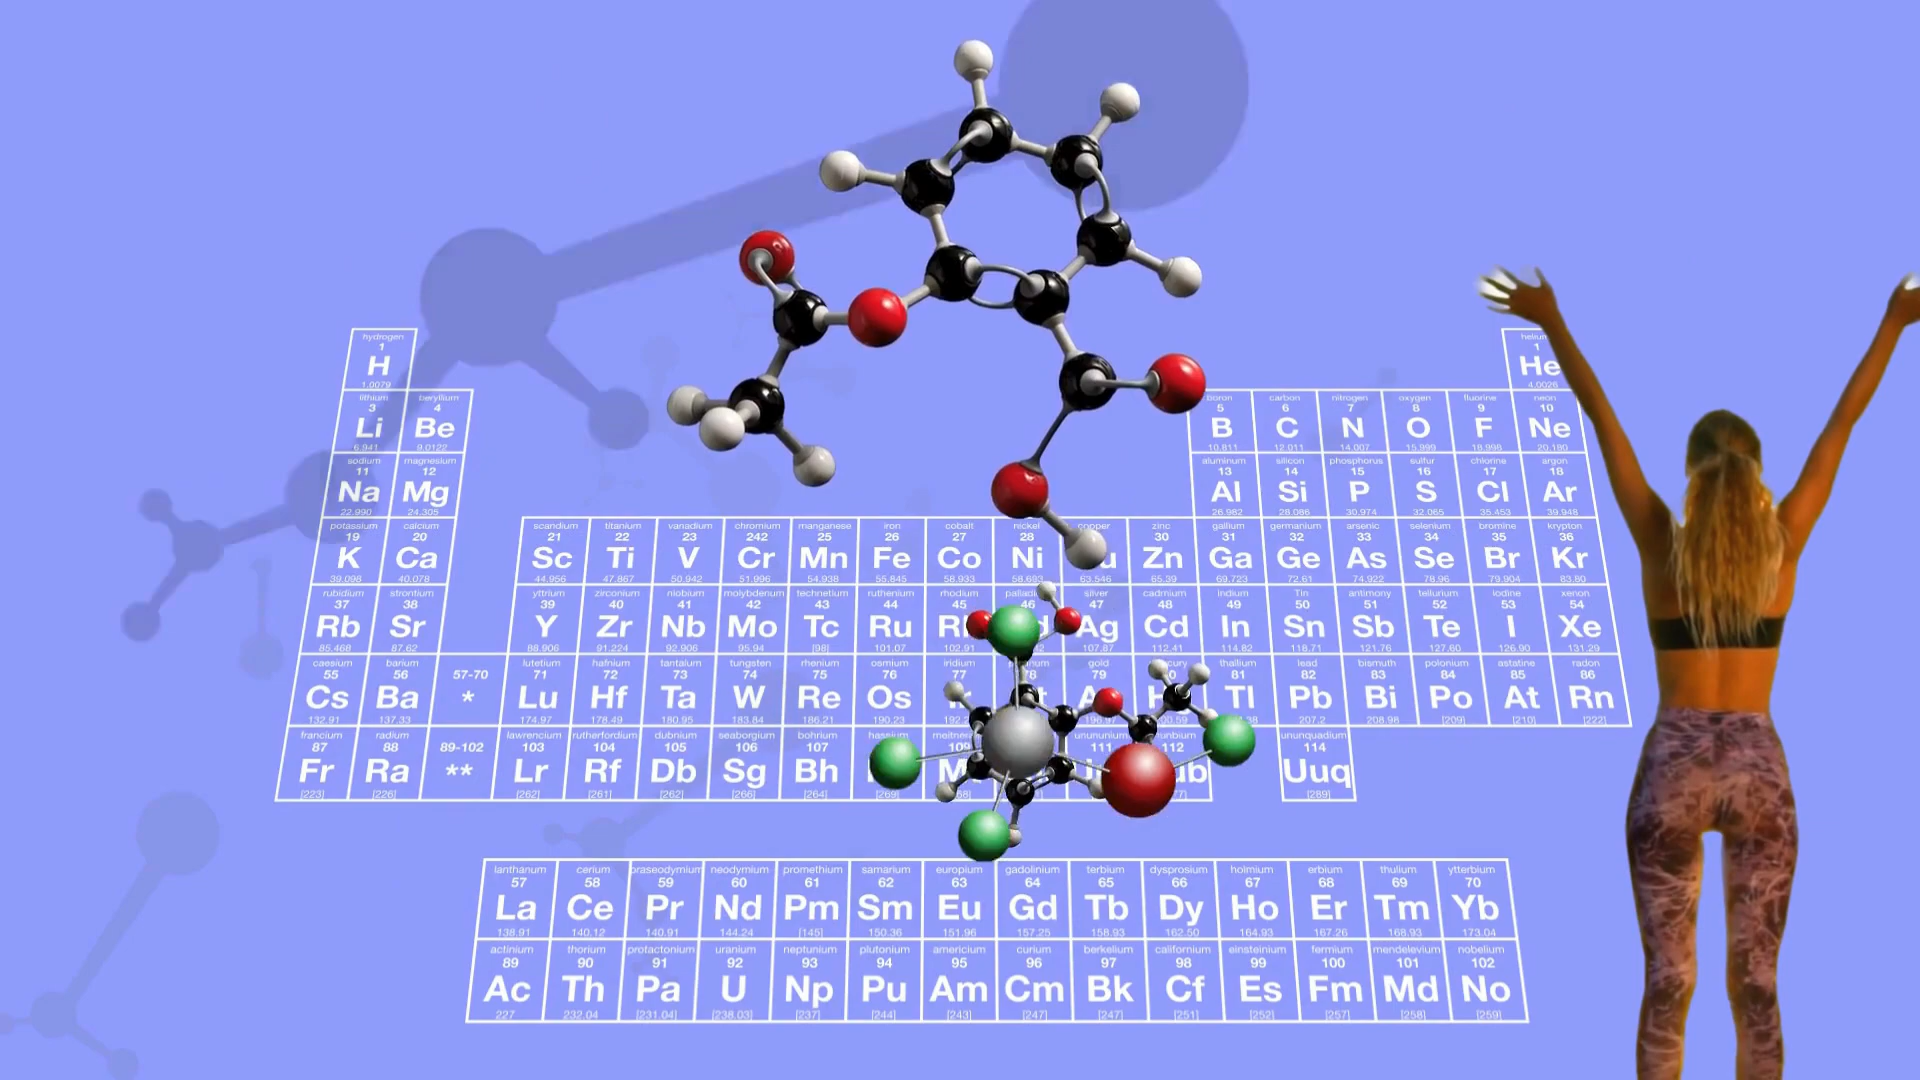 hydrogen helium
1 1
H He
1.0079 4.0026
lithium beryllium boron carbon nitrogen oxygen fluorine neon
3 4 5 6 7 8 9 10
Li Be B C N O F Ne
6.941 9.0122 10.811 12.011 14.007 15.999 18.998 20.180
sodium magnesium aluminum silicon phosphorus sulfur chlorine argon
11 12 13 14 15 16 17 18
Na Mg Al Si P S Cl Ar
22.990 24.305 26.982 28.086 30.974 32.065 35.453 39.948
potassium calcium scandium titanium vanadium chromium manganese iron cobalt nickel copper zinc gallium germanium arsenic selenium bromine krypton
19 20 21 22 23 242 25 26 27 28 30 31 32 33 34 35 36
K Ca Sc Ti V Cr Mn Fe Co Ni u Zn Ga Ge As Se Br Kr
39.098 40.078 44.956 47.867 50.942 51.996 54.938 55.845 58.933 58.693 63.546 65.39 69.723 72.61 74.922 78.96 79.904 83.80
rubidium strontium yttrium zirconium niobium molybdenum technetium ruthenium rhodium silver cadmium indium Tin antimony tellurium iodine xenon
37 38 39 40 41 42 43 44 45 46 47 48 49 50 51 52 53 54
Rb Sr Y Zr Nb Mo Tc Ru d Ag Cd In Sn Sb Te I Xe
85.468 87.62 88.906 91.224 92.906 95.94 [98] 101.07 102.91 107.87 112.41 114.82 118.71 121.76 127.60 126.90 131.29
caesium barium 57-70 lutetium hafnium tantalum tungsten rhenium osmium iridium gold thallium lead bismuth polonium astatine radon
55 56 * 71 72 73 74 75 76 77 78 79 81 82 83 84 85 86
Cs Ba Lu Hf Ta W Re Os Tl Pb Bi Po At Rn
132.91 137.33 174.97 178.49 180.95 183.84 186.21 190.23 196.97 207.2 208.98 [209] [210] [222]
francium radium 89-102 lawrencium rutherfordium dubnium seaborgium bohrium ununquadium
87 88 ** 103 104 105 106 107 109 111 112 114
Fr Ra Lr Rf Db Sg Bh M ub Uuq
[223] [226] [262] [261] [262] [266] [264] [269] [289]
lanthanum cerium praseodymium neodymium promethium samarium europium gadolinium terbium dysprosium holmium erbium thulium ytterbium
57 58 59 60 61 62 63 64 65 66 67 68 69 70
La Ce Pr Nd Pm Sm Eu Gd Tb Dy Ho Er Tm Yb
138.91 140.12 140.91 144.24 [145] 150.36 151.96 157.25 158.93 162.50 164.93 167.26 168.93 173.04
actinium thorium protactonium uranium neptunium plutonium americium curium berkelium californium einsteinium fermium mendelevium nobelium
89 90 91 92 93 94 95 96 97 98 99 100 101 102
Ac Th Pa U Np Pu Am Cm Bk Cf Es Fm Md No
227 232.04 [231.04] [238.03] [237] [244] [243] [247] [247] [251] [252] [257] [258] [259]